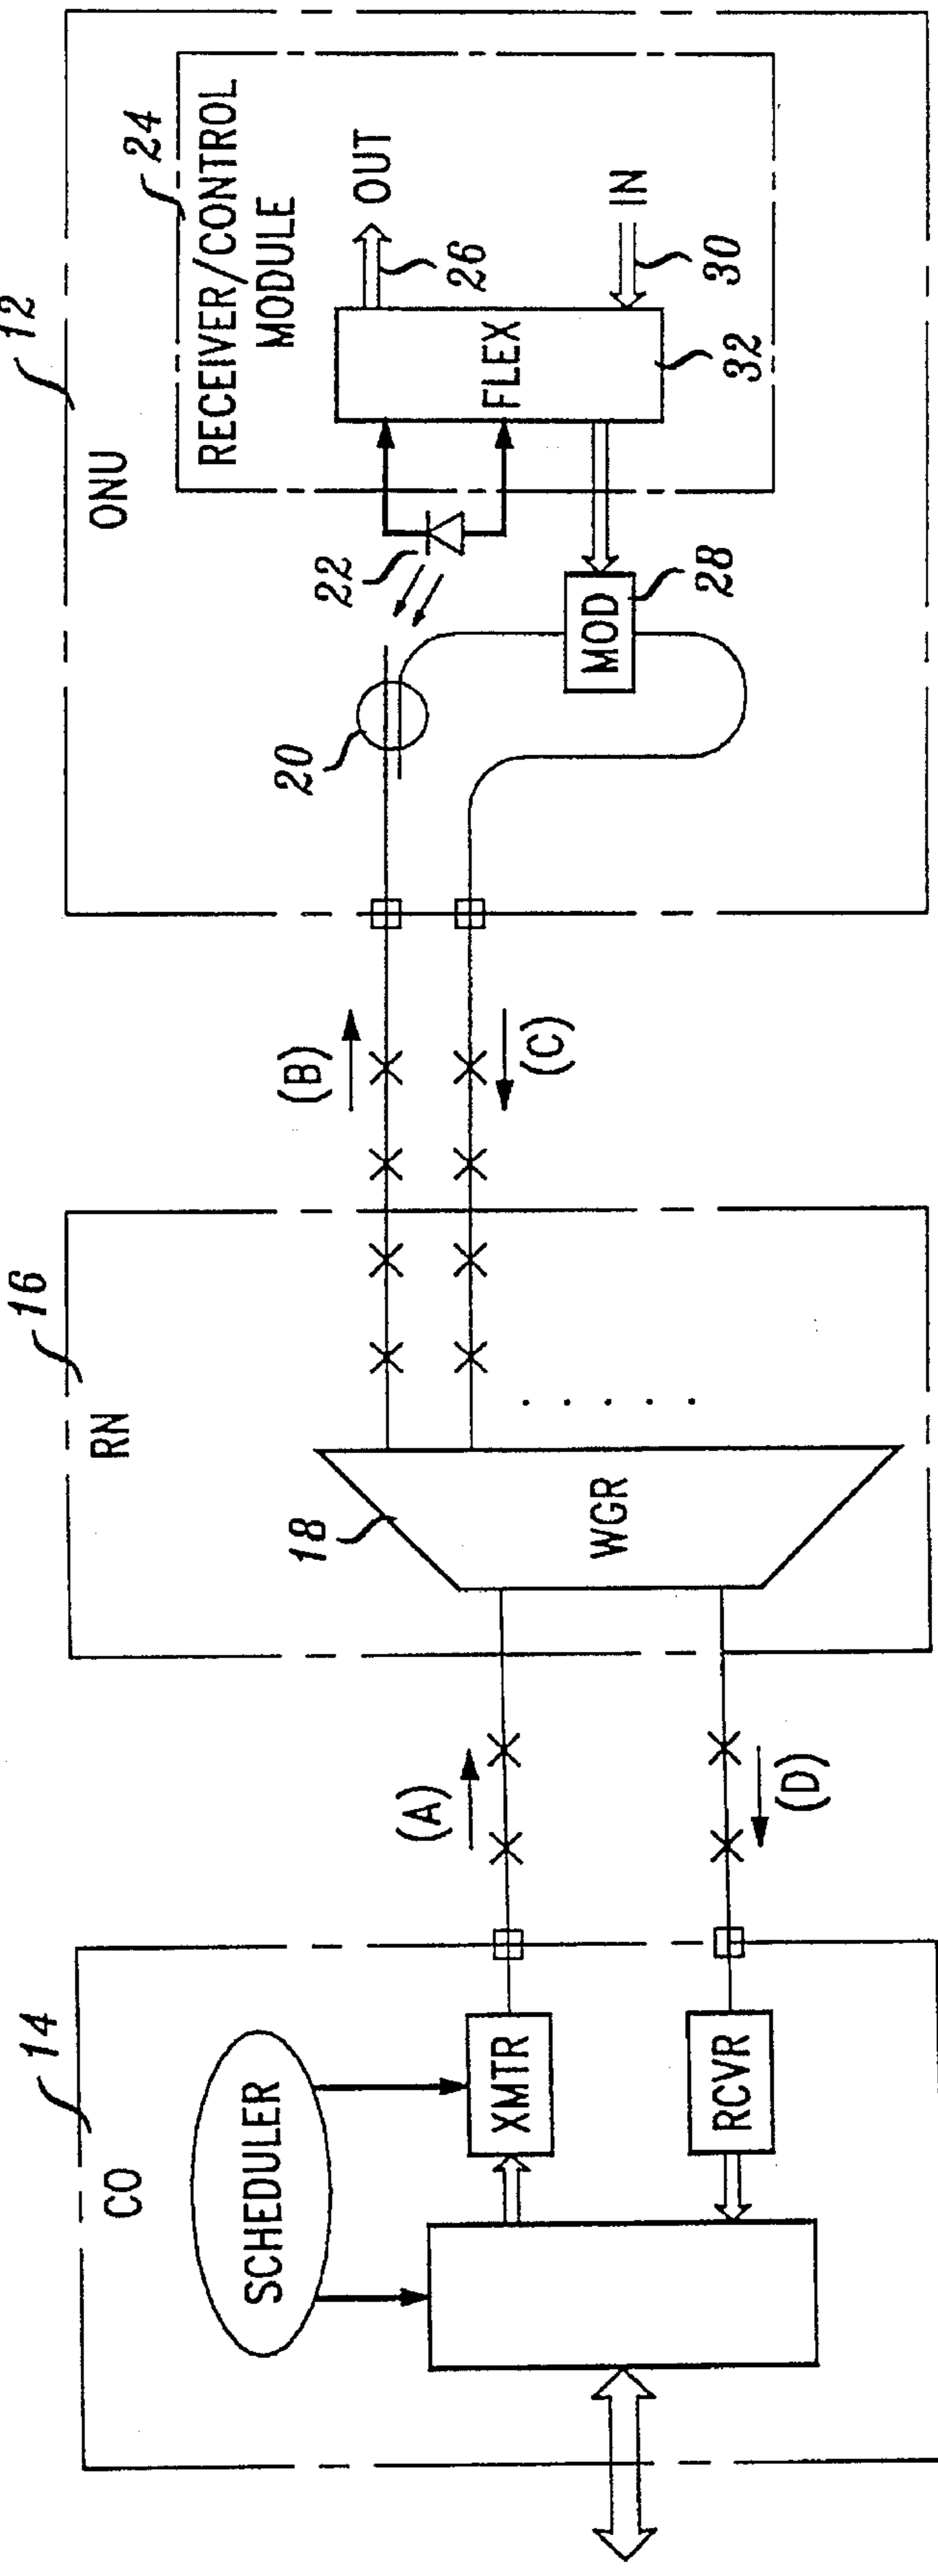 14
CO
SCHEDULER
XMTR
RCVR
(A)
(D)
16
RN
18
WGR
(B)
(C)
12
ONU
20
22
MOD
28
24
RECEIVER/CONTROL
MODULE
FLEX
32
26
OUT
IN
30